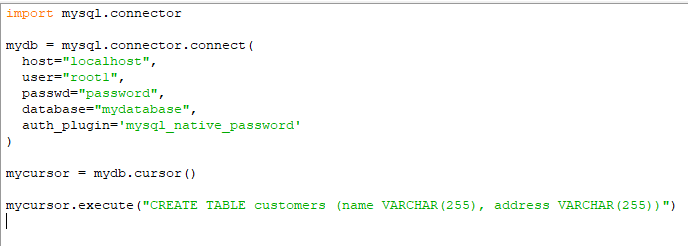 import mysql.connector
mydb = mysql.connector.connect(
  host="localhost",
  user="root1",
  passwd="password",
  database="mydatabase",
  auth_plugin='mysql_native_password'
)
mycursor = mydb.cursor()
mycursor.execute("CREATE TABLE customers (name VARCHAR(255), address VARCHAR(255))")